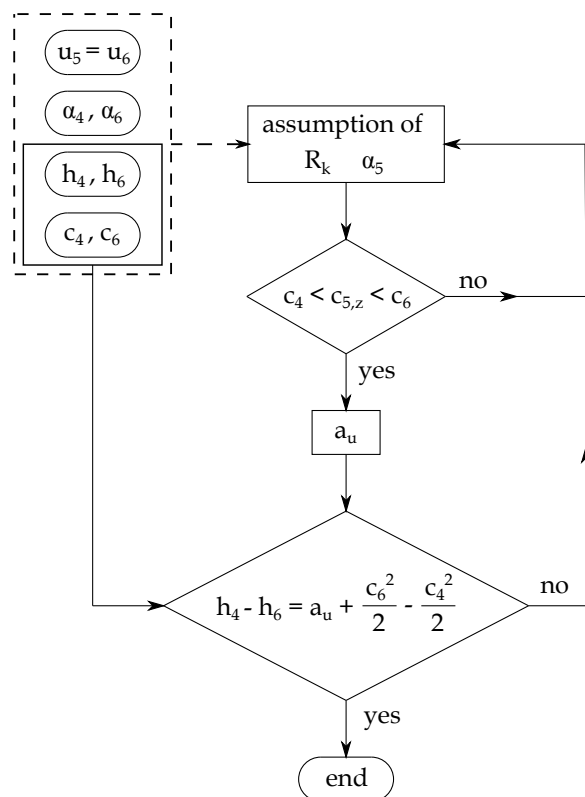 u₅ = u₆
α₄ , α₆
h₄ , h₆
c₄ , c₆
assumption of
Rₖ α₅
c₄ < c₅,z < c₆
no
yes
aᵤ
h₄ - h₆ = aᵤ + c₆²/2 - c₄²/2
no
yes
end